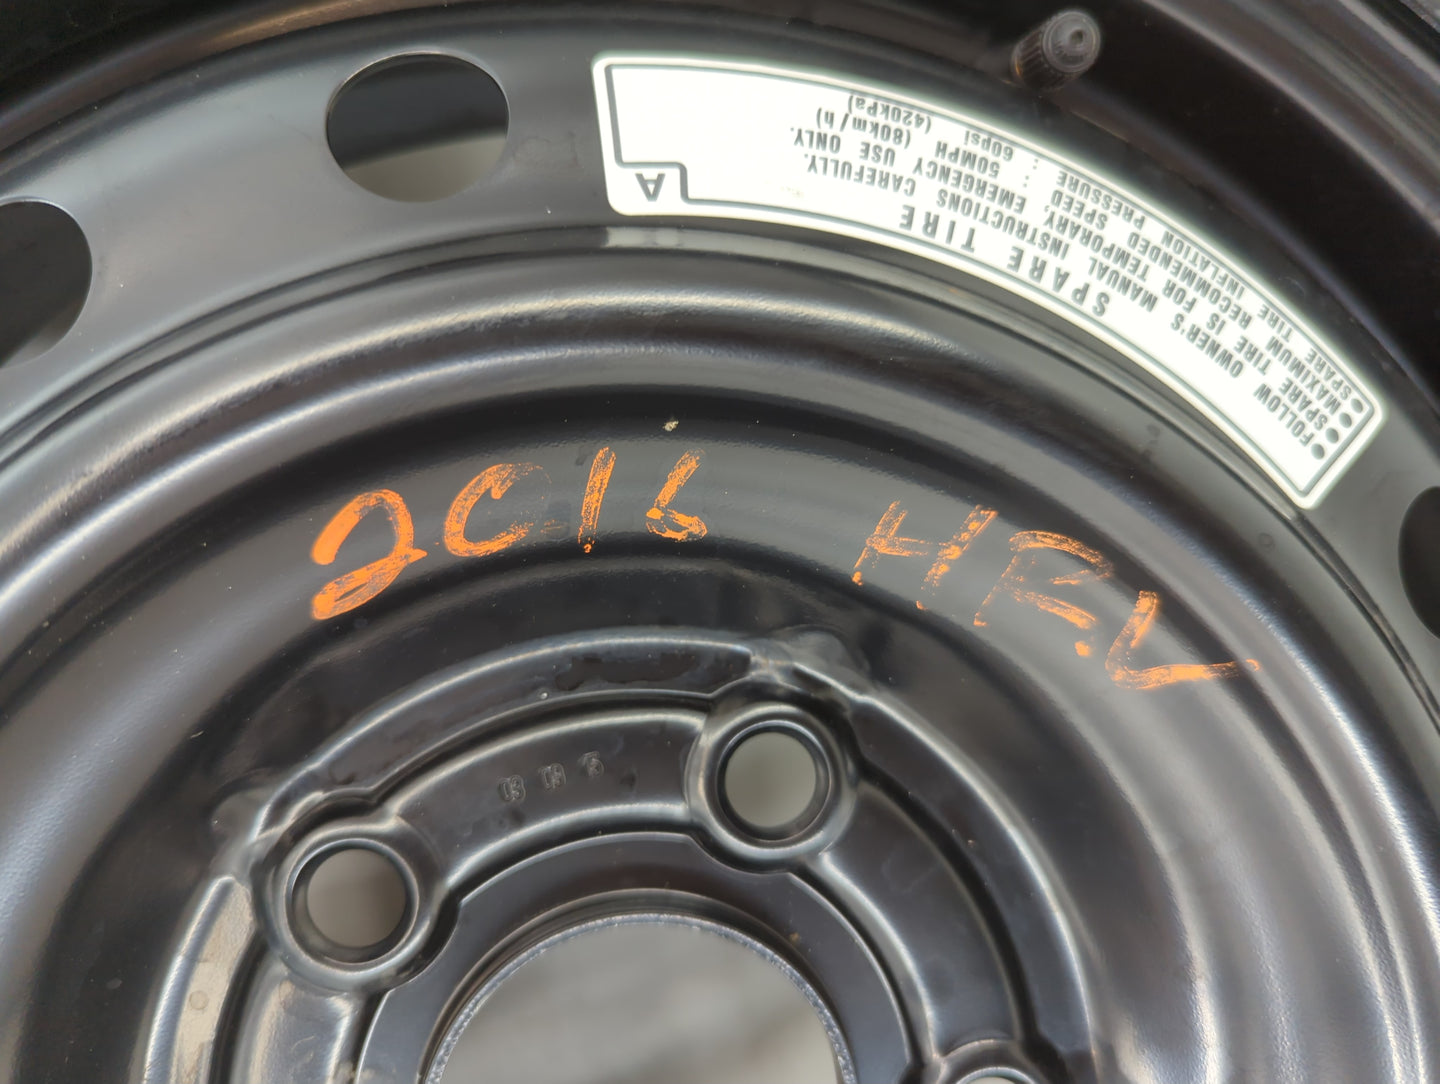 SPARE TIRE
FOLLOW OWNER'S MANUAL INSTRUCTIONS CAREFULLY.
● SPARE TIRE IS FOR TEMPORARY, EMERGENCY USE ONLY.
● MAXIMUM RECOMMENDED SPEED : 50MPH (80km/h)
● SPARE TIRE INFLATION PRESSURE : 60psi (420kPa)
A
2016 HRV